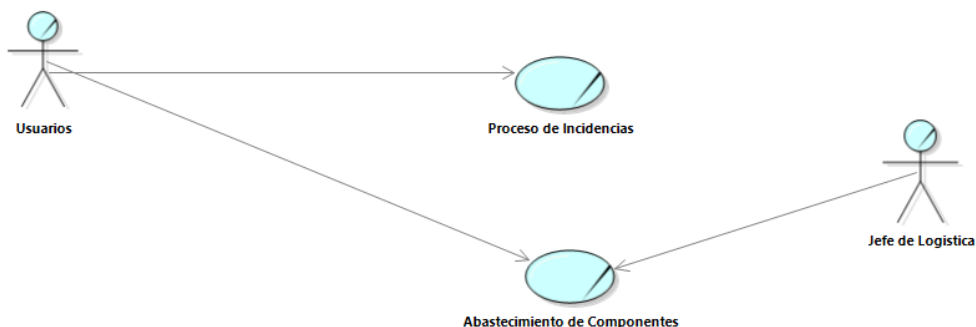 Usuarios
Proceso de Incidencias
Jefe de Logistica
Abastecimiento de Componentes